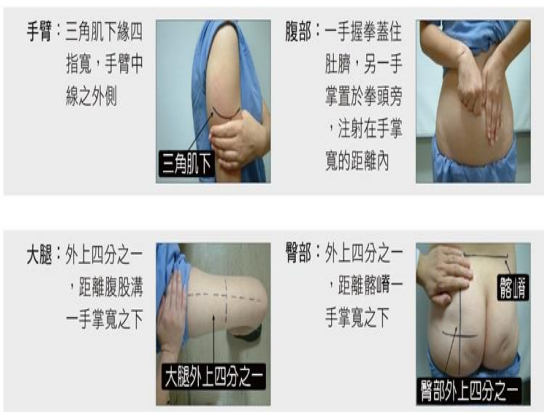 手臂：三角肌下緣四
指寬，手臂中
線之外側
三角肌下
腹部：一手握拳蓋住
肚臍，另一手
掌置於拳頭旁
，注射在手掌
寬的距離內
大腿：外上四分之一
，距離腹股溝
一手掌寬之下
大腿外上四分之一
臀部：外上四分之一
，距離髂嵴一
手掌寬之下
髂嵴
臀部外上四分之一